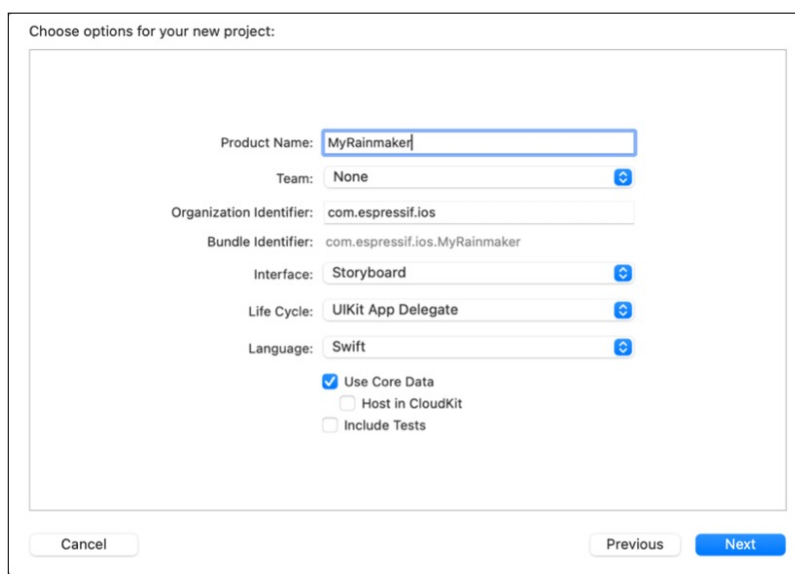 Choose options for your new project:
Product Name: MyRainmaker
Team: None
Organization Identifier: com.espressif.ios
Bundle Identifier: com.espressif.ios.MyRainmaker
Interface: Storyboard
Life Cycle: UIKit App Delegate
Language: Swift
Use Core Data
Host in CloudKit
Include Tests
Cancel Previous Next